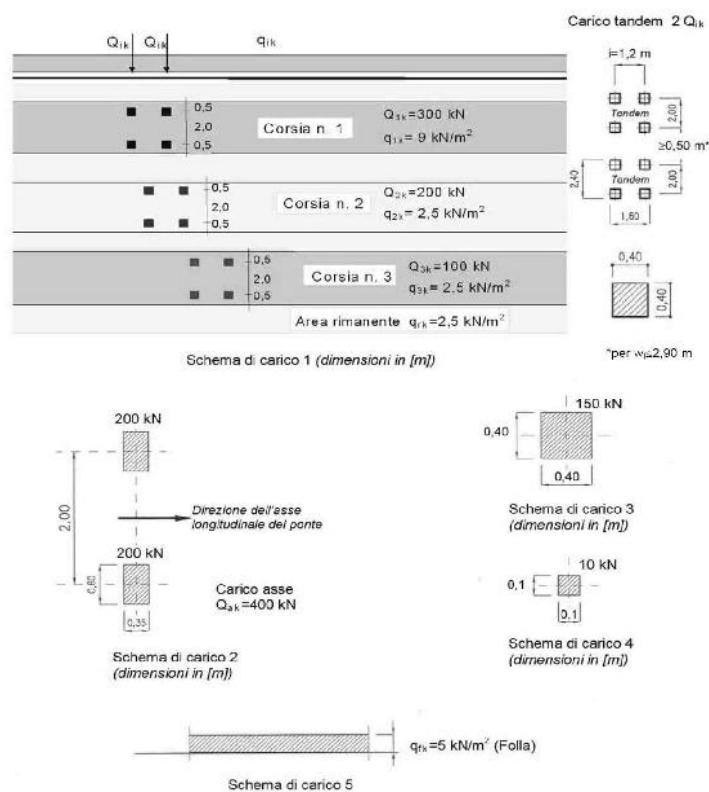 Carico tandem 2 Qik
Qik Qik qik
i=1,2 m
0,5
2,0
0,5
Corsia n. 1
Q1k=300 kN
q1k= 9 kN/m²
Tandem
2,00
≥0,50 m*
Tandem
2,00
2,40
1,60
0,5
2,0
0,5
Corsia n. 2
Q2k=200 kN
q2k= 2,5 kN/m²
0,5
2,0
0,5
Corsia n. 3
Q3k=100 kN
q3k= 2,5 kN/m²
0,40
0,40
Area rimanente qrk=2,5 kN/m²
Schema di carico 1 (dimensioni in [m])
*per wl≤2,90 m
200 kN
2,00
Direzione dell'asse
longitudinale del ponte
200 kN
0,60
0,35
Carico asse
Qak=400 kN
Schema di carico 2
(dimensioni in [m])
150 kN
0,40
0,40
Schema di carico 3
(dimensioni in [m])
10 kN
0,1
0,1
Schema di carico 4
(dimensioni in [m])
qfk=5 kN/m² (Folla)
Schema di carico 5